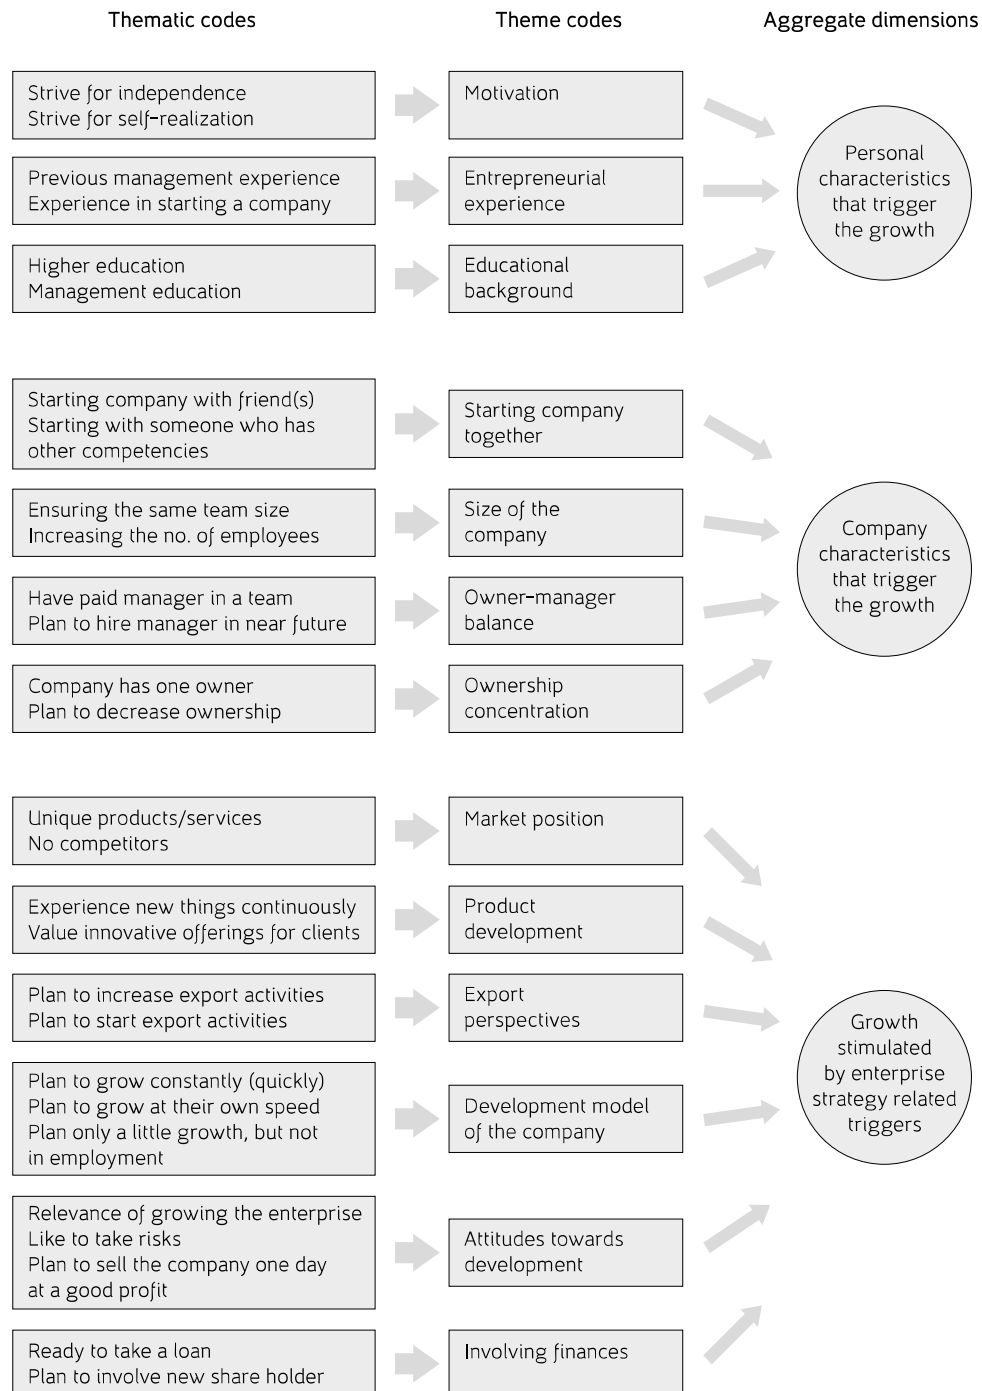 Thematic codes
Theme codes
Aggregate dimensions
Strive for independence
Strive for self-realization
Motivation
Previous management experience
Experience in starting a company
Entrepreneurial
experience
Higher education
Management education
Educational
background
Personal
characteristics
that trigger
the growth
Starting company with friend(s)
Starting with someone who has
other competencies
Starting company
together
Ensuring the same team size
Increasing the no. of employees
Size of the
company
Have paid manager in a team
Plan to hire manager in near future
Owner-manager
balance
Company has one owner
Plan to decrease ownership
Ownership
concentration
Company
characteristics
that trigger
the growth
Unique products/services
No competitors
Market position
Experience new things continuously
Value innovative offerings for clients
Product
development
Plan to increase export activities
Plan to start export activities
Export
perspectives
Plan to grow constantly (quickly)
Plan to grow at their own speed
Plan only a little growth, but not
in employment
Development model
of the company
Relevance of growing the enterprise
Like to take risks
Plan to sell the company one day
at a good profit
Attitudes towards
development
Ready to take a loan
Plan to involve new share holder
Involving finances
Growth
stimulated
by enterprise
strategy related
triggers